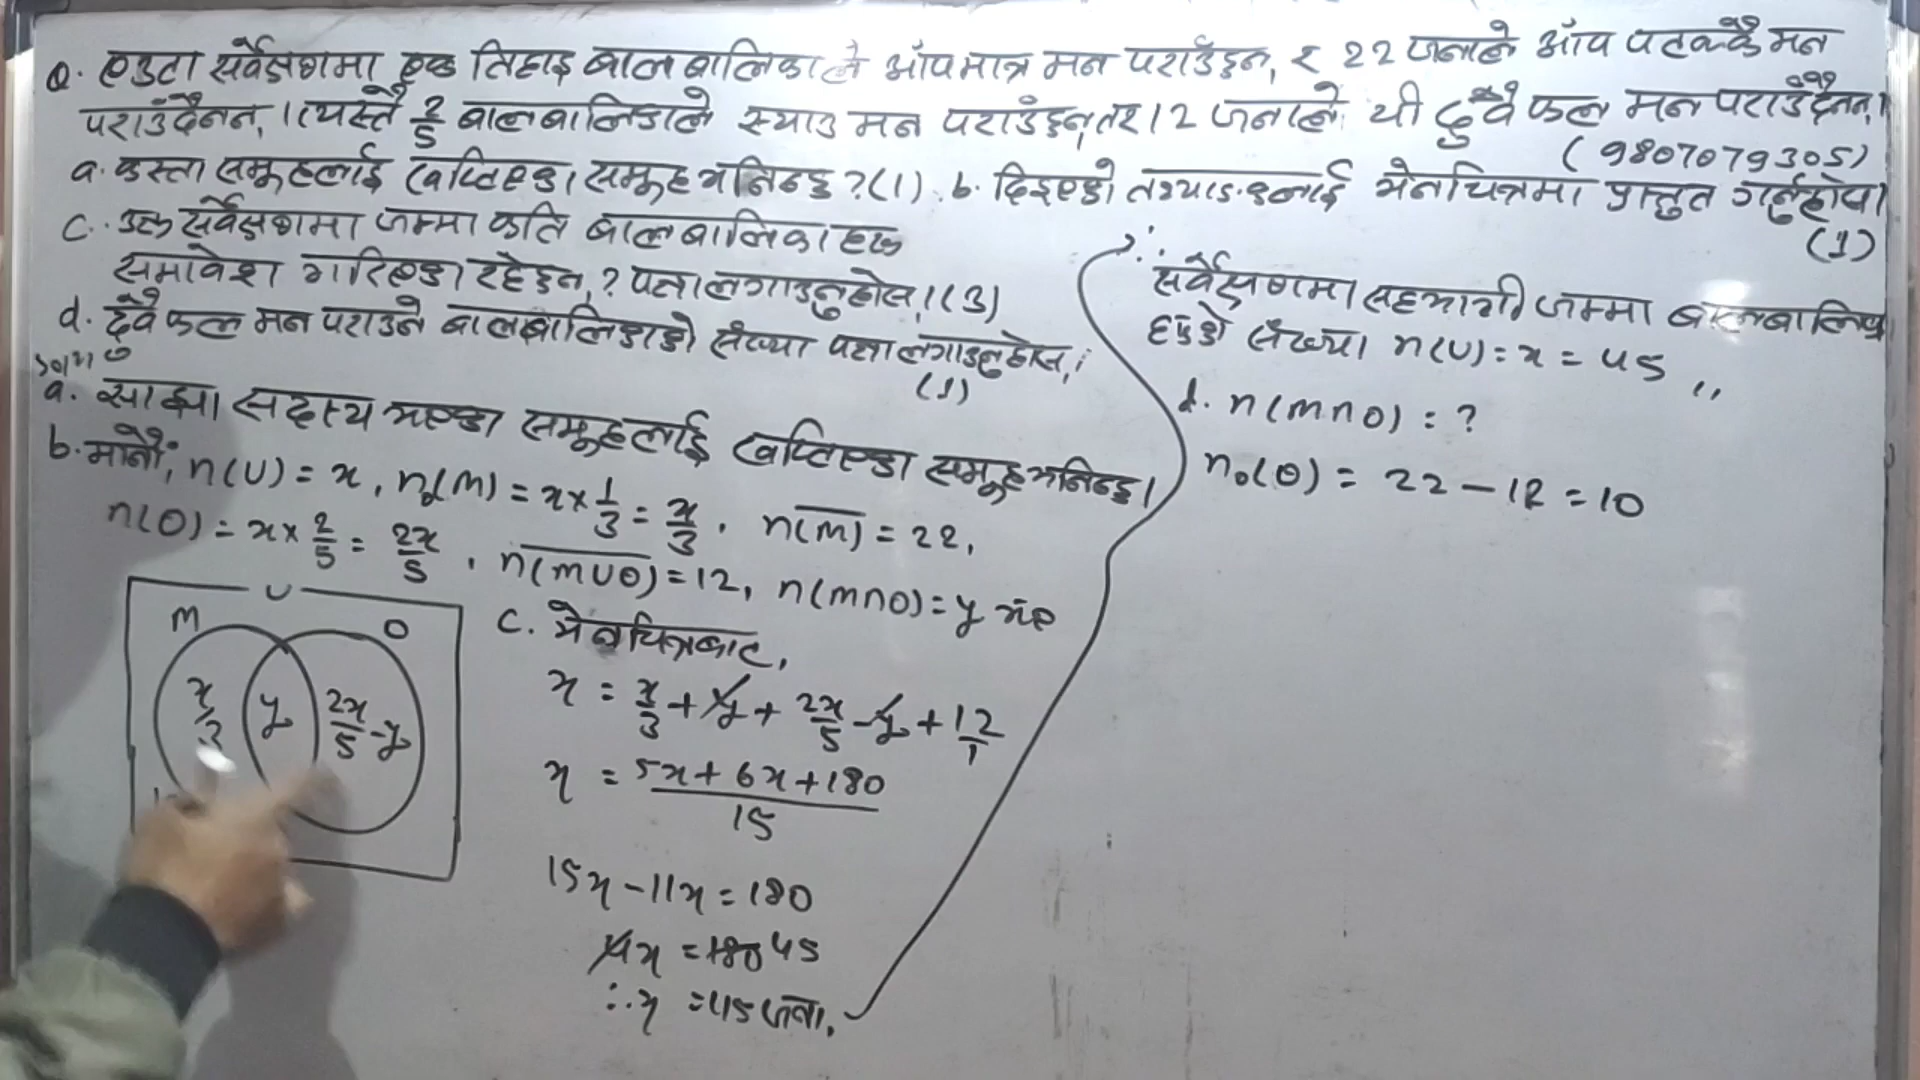 Q. एउटा सर्वेक्षणमा एक तिहाइ बालबालिकाले आँपमात्र मन पराउँछन्, र 22 जनाले आँप पटक्कै मन
पराउँदैनन्, । त्यस्तै 2/5 बालबालिकाले स्याउ मन पराउँछन् तर 12 जनाले यी दुवै फल मन पराउँदैनन्।
(9807079305)
a. कस्ता समूहलाई खप्टिएका समूह भनिन्छ ? (1) . b. दिइएको तथ्याङ्कलाई भेनचित्रमा प्रस्तुत गर्नुहोस।
(1)
c. उक्त सर्वेक्षणमा जम्मा कति बालबालिकाहरू
समावेश गरिएका रहेछन् ? पत्ता लगाउनुहोस्।(3)
d. दुवै फल मन पराउने बालबालिकाको संख्या पत्ता लगाउनुहोस्।
(1)
a. साझा सदस्य भएका समूहलाई खप्टिएका समूह भनिन्छ।
b. मानौं, n(U) = x, n₀(M) = x × 1/3 = x/3 . n(M̅) = 22,
n(O) = x × 2/5 = 2x/5 . n(\overline{M∪O}) = 12, n(M∩O) = y भए
U
M O
x/3 y 2x/5 - y
c. भेनचित्रबाट,
x = x/3 + y + 2x/5 - y + 12/1
x = (5x + 6x + 180)/15
15x - 11x = 180
4x = 180 45
∴ x = 45 जना.
∴ सर्वेक्षणमा सहभागी जम्मा बालबालिका
हरुको संख्या n(U) = x = 45 ,,
d. n(M∩O) = ?
n₀(O) = 22 - 12 = 10